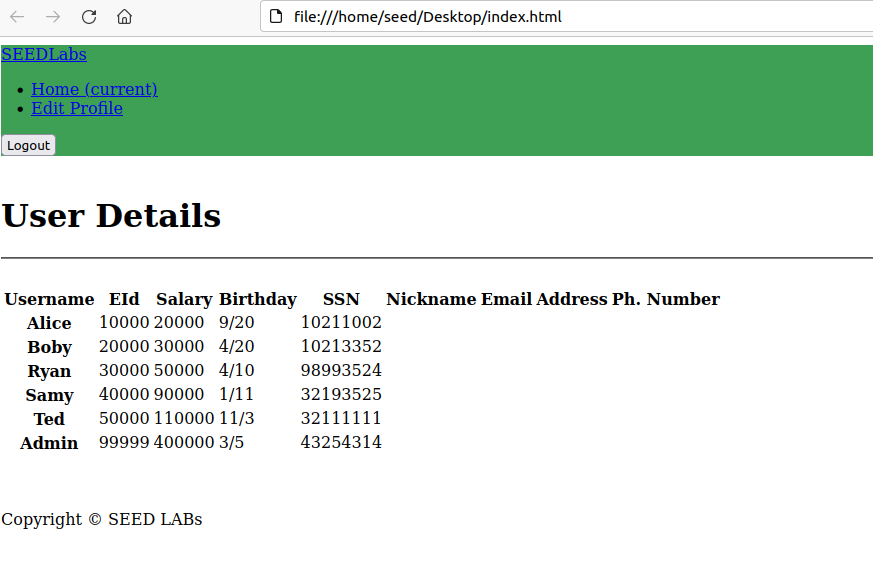 file:///home/seed/Desktop/index.html
SEEDLabs
Home (current)
Edit Profile
Logout
User Details
Username EId Salary Birthday SSN Nickname Email Address Ph. Number
Alice 10000 20000 9/20 10211002
Boby 20000 30000 4/20 10213352
Ryan 30000 50000 4/10 98993524
Samy 40000 90000 1/11 32193525
Ted 50000 110000 11/3 32111111
Admin 99999 400000 3/5 43254314
Copyright © SEED LABs